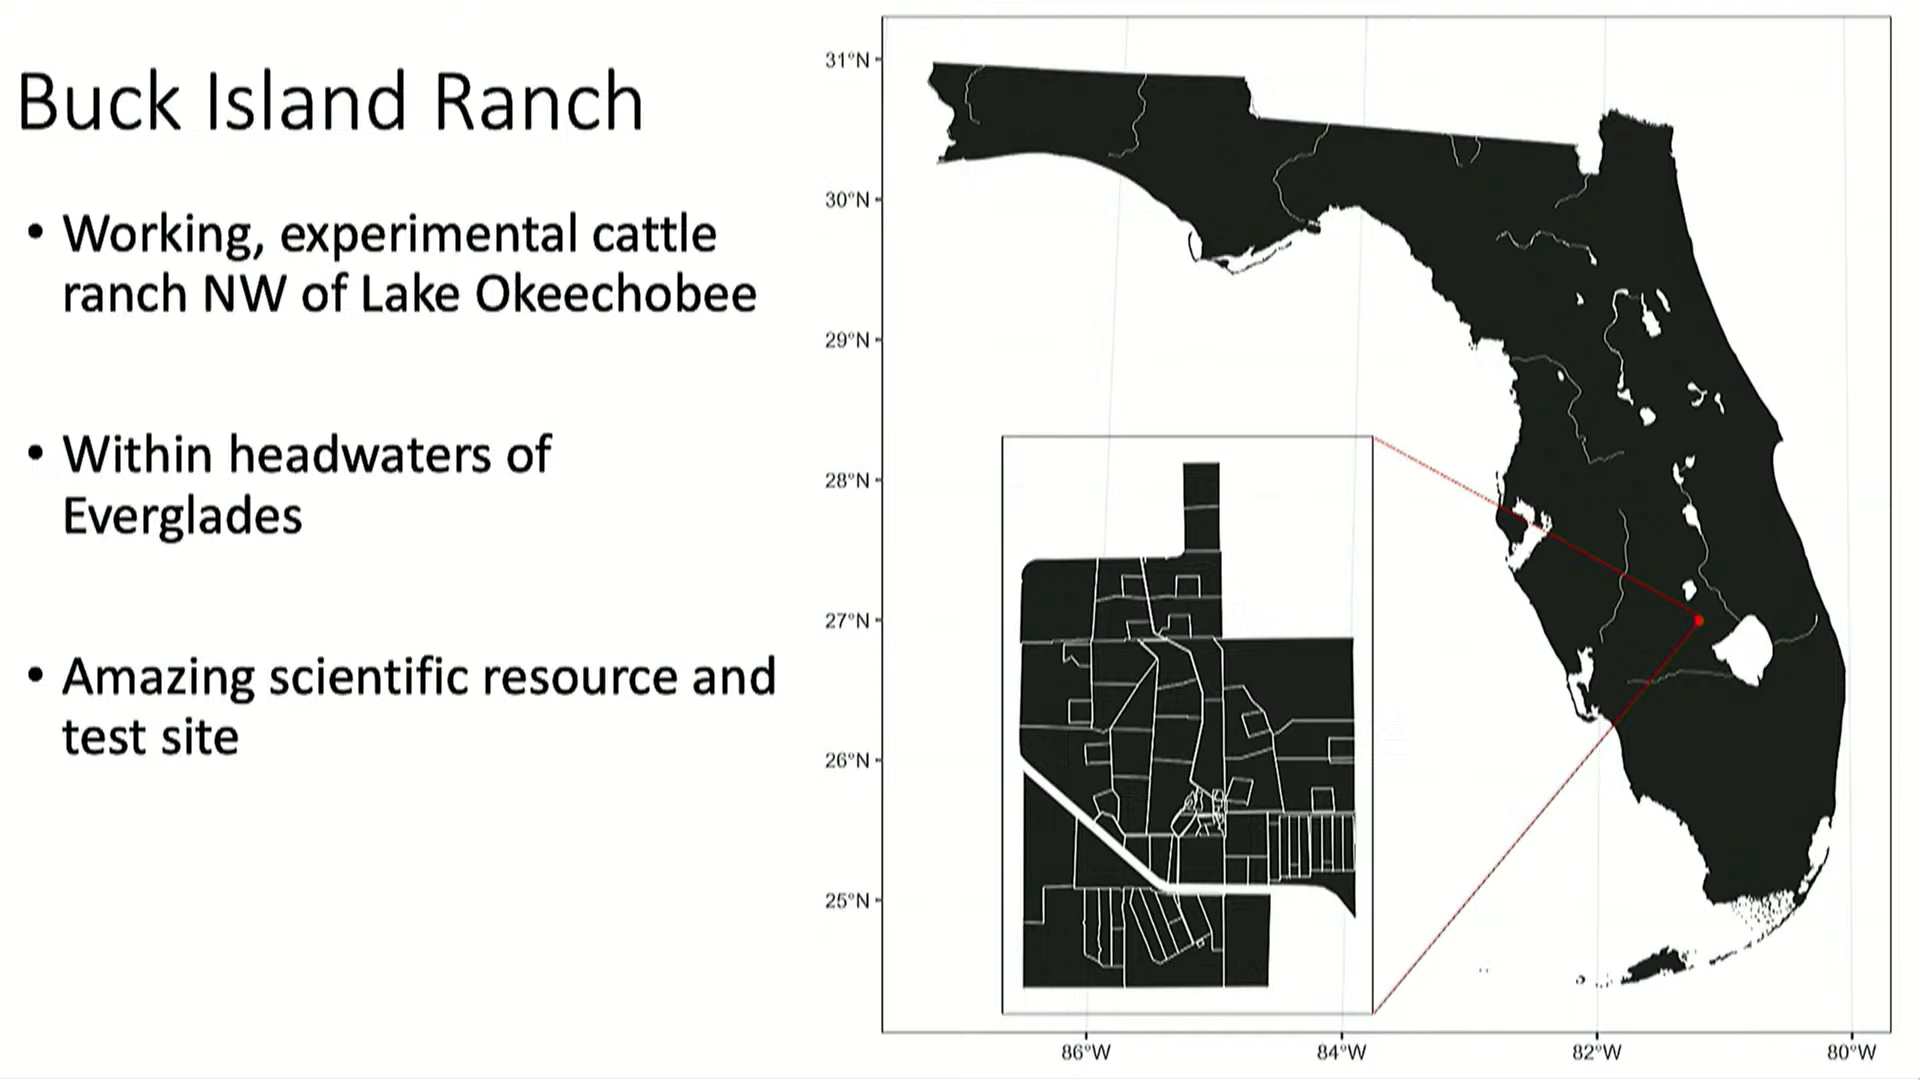 Buck Island Ranch
• Working, experimental cattle
ranch NW of Lake Okeechobee
• Within headwaters of
Everglades
• Amazing scientific resource and
test site
31°N
30°N
29°N
28°N
27°N
26°N
25°N
86°W
84°W
82°W
80°W